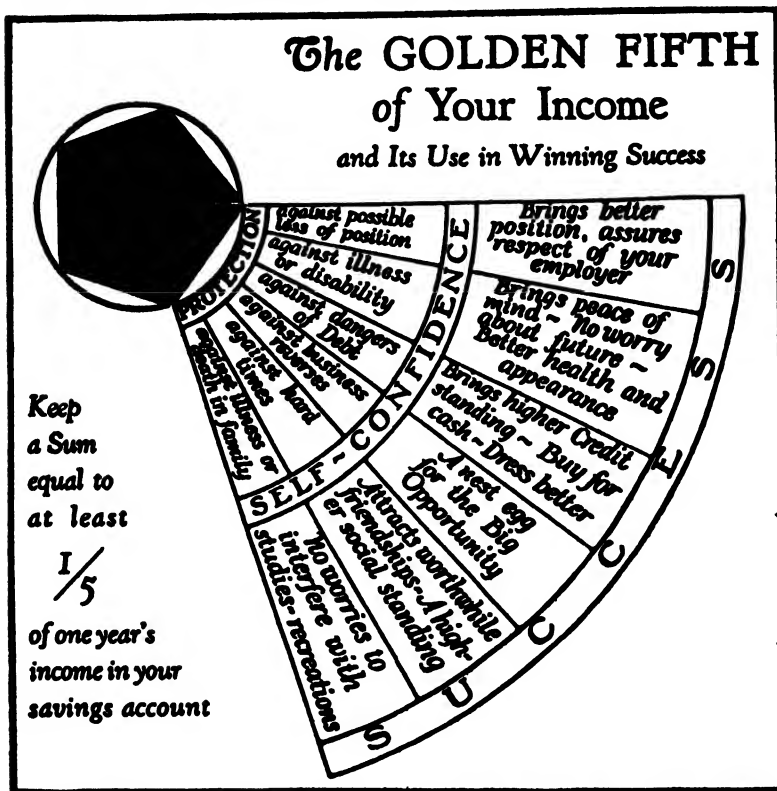 The GOLDEN FIFTH
of Your Income
and Its Use in Winning Success
PROTECTION
against possible
loss of position
against illness
or disability
against dangers
of Debt
against business
reverses
against hard
times
against illness or
death in family
SELF~CONFIDENCE
Brings better
position, assures
respect of your
employer
Brings peace of
mind~ No worry
about future~
Better health and
appearance
Brings higher Credit
standing~ Buy for
cash~Dress better
A nest egg
for the Big
Opportunity
Attracts worthwhile
friendships~A high-
er social standing
No worries to
interfere with
studies~recreations
SUCCESS
Keep
a Sum
equal to
at least
1/5
of one year's
income in your
savings account